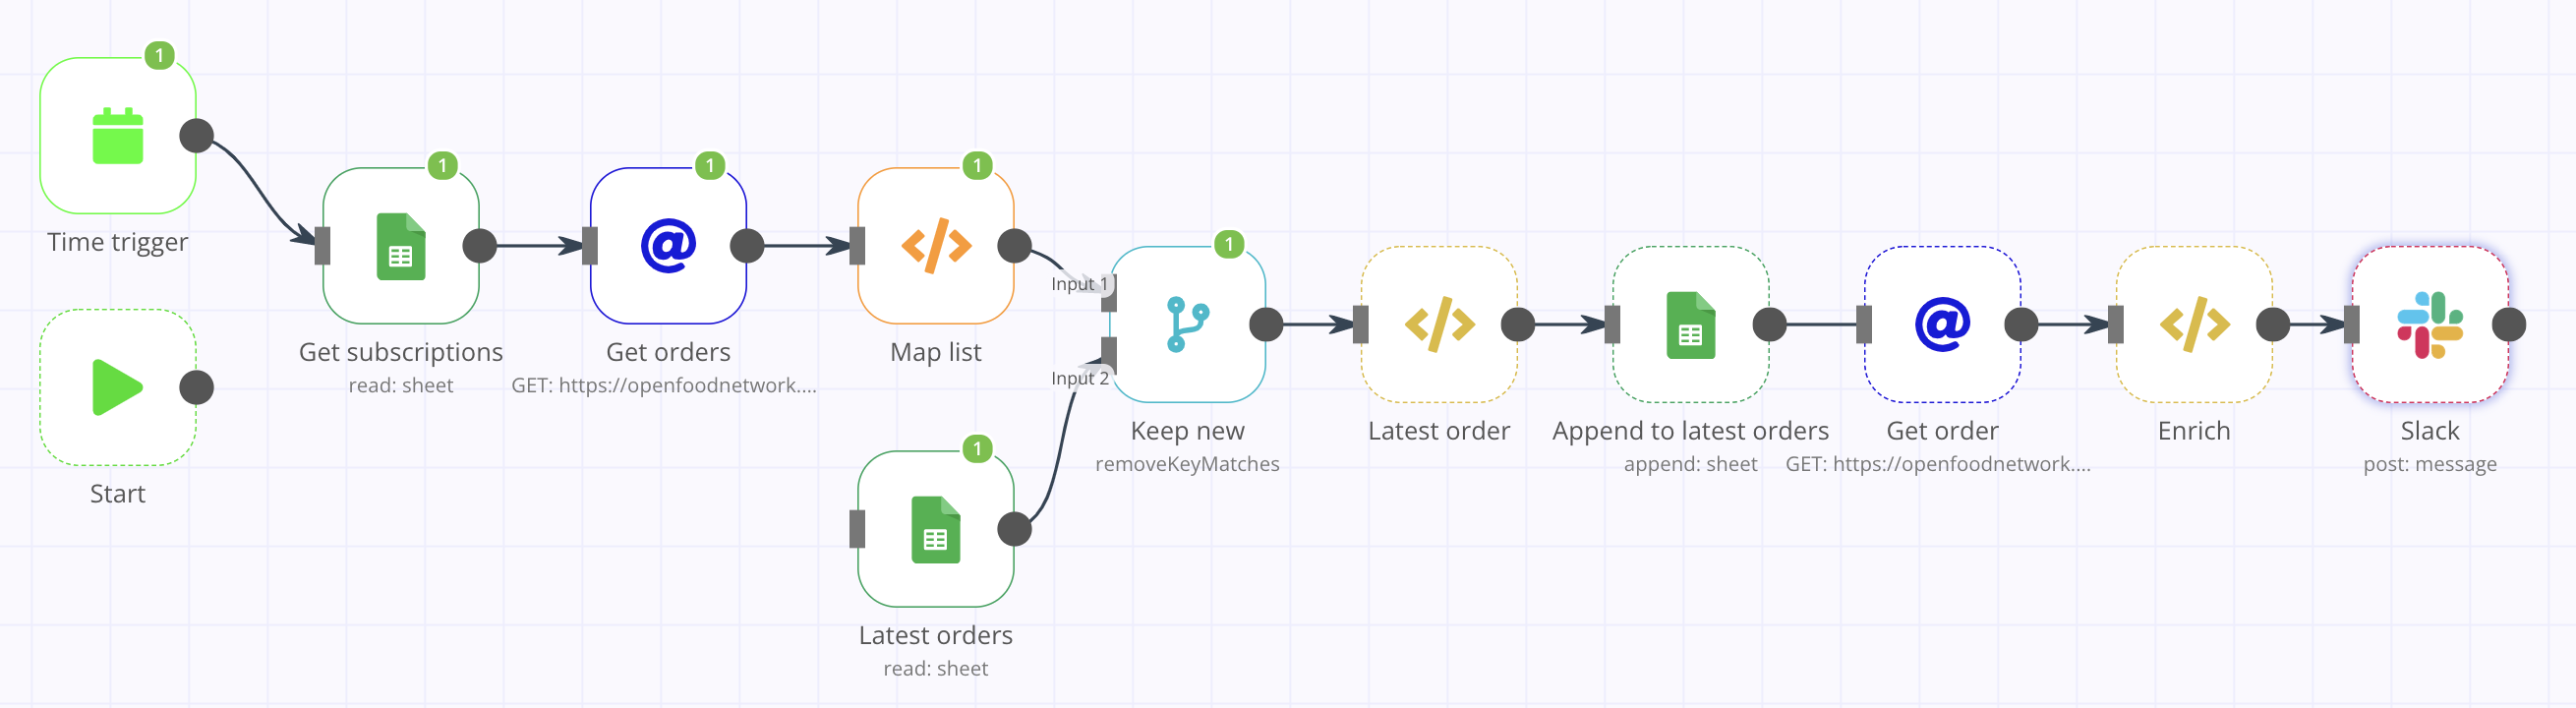 1
Time trigger
Start
1
Get subscriptions
read: sheet
1
Get orders
GET: https://openfoodnetwork....
1
Map list
1
Latest orders
read: sheet
Input 1
Input 2
1
Keep new
removeKeyMatches
Latest order
Append to latest orders
append: sheet
Get order
GET: https://openfoodnetwork....
Enrich
Slack
post: message